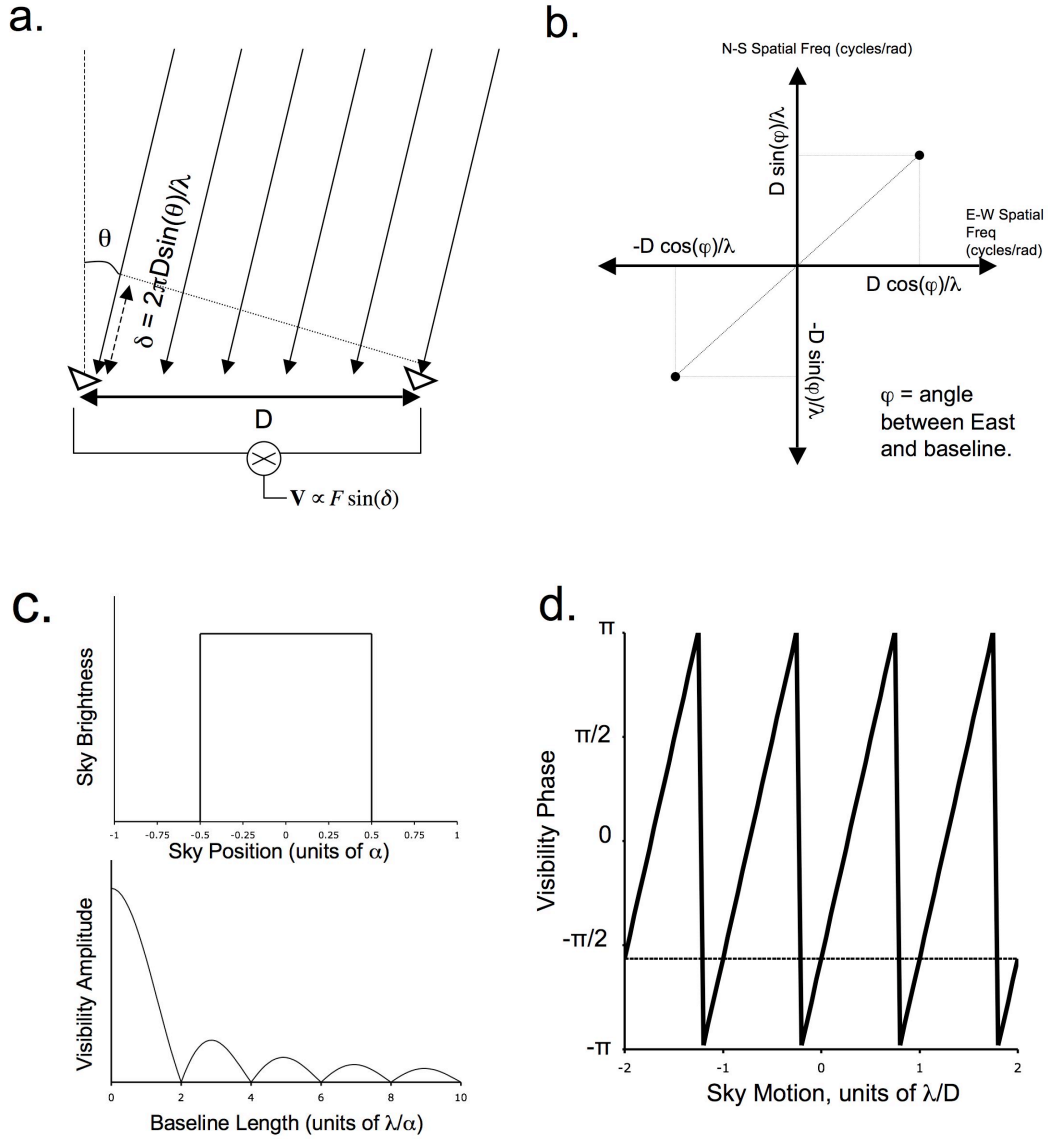 a.
θ
δ = 2πDsin(θ)/λ
D
V ∝ F sin(δ)
b.
N-S Spatial Freq (cycles/rad)
D sin(φ)/λ
E-W Spatial
Freq
(cycles/rad)
-D cos(φ)/λ
D cos(φ)/λ
-D sin(φ)/λ
φ = angle
between East
and baseline.
c.
Sky Brightness
-1 -0.75 -0.5 -0.25 0 0.25 0.5 0.75 1
Sky Position (units of α)
Visibility Amplitude
0 2 4 6 8 10
Baseline Length (units of λ/α)
d.
Visibility Phase
π
π/2
0
-π/2
-π
-2 -1 0 1 2
Sky Motion, units of λ/D